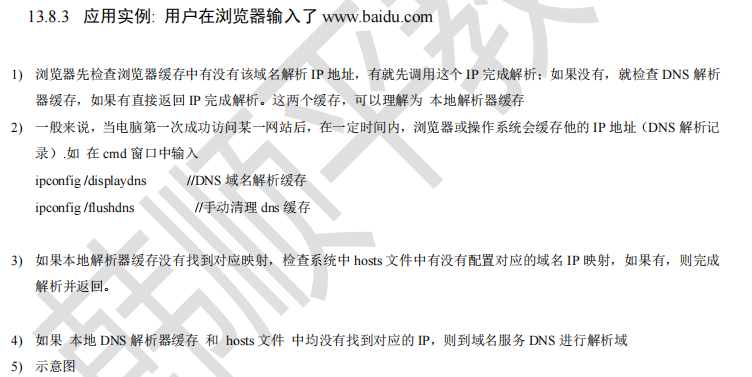 13.8.3 应用实例: 用户在浏览器输入了 www.baidu.com
1) 浏览器先检查浏览器缓存中有没有该域名解析 IP 地址，有就先调用这个 IP 完成解析；如果没有，就检查 DNS 解析
器缓存，如果有直接返回 IP 完成解析。这两个缓存，可以理解为 本地解析器缓存
2) 一般来说，当电脑第一次成功访问某一网站后，在一定时间内，浏览器或操作系统会缓存他的 IP 地址（DNS 解析记
录）.如 在 cmd 窗口中输入
ipconfig /displaydns //DNS 域名解析缓存
ipconfig /flushdns //手动清理 dns 缓存
3) 如果本地解析器缓存没有找到对应映射，检查系统中 hosts 文件中有没有配置对应的域名 IP 映射，如果有，则完成
解析并返回。
4) 如果 本地 DNS 解析器缓存 和 hosts 文件 中均没有找到对应的 IP，则到域名服务 DNS 进行解析域
5) 示意图
韩顺平教